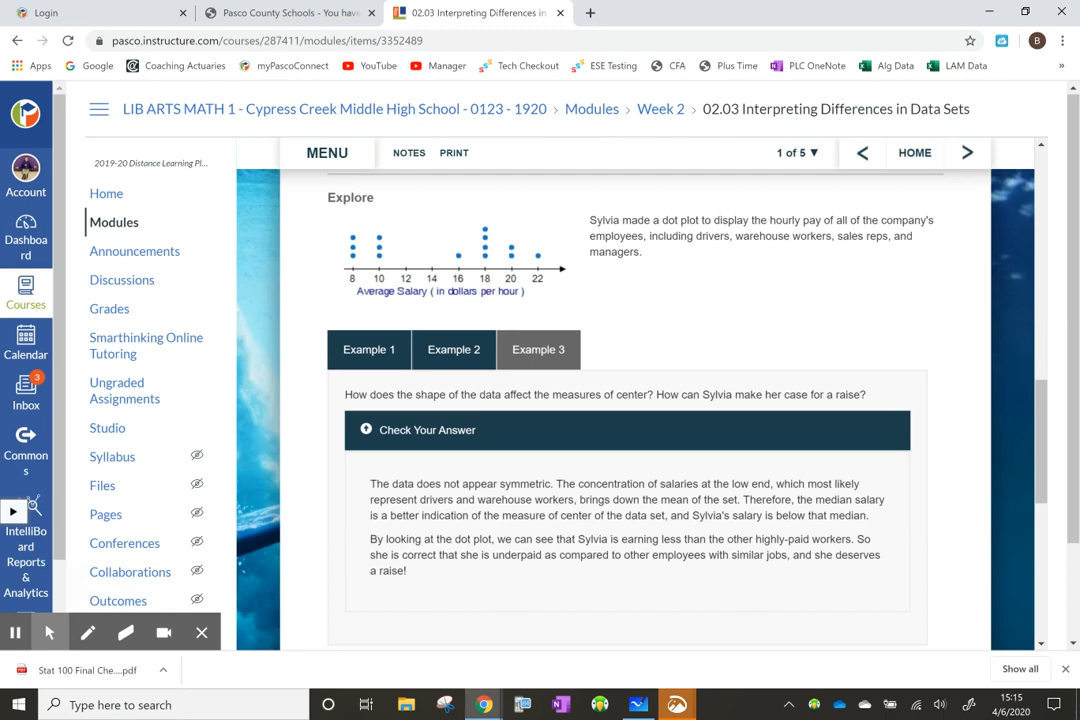 Login
Pasco County Schools - You have
02.03 Interpreting Differences in
pasco.instructure.com/courses/287411/modules/items/3352489
B
Apps
Google
Coaching Actuaries
myPascoConnect
YouTube
Manager
Tech Checkout
ESE Testing
CFA
Plus Time
PLC OneNote
Alg Data
LAM Data
»
LIB ARTS MATH 1 - Cypress Creek Middle High School - 0123 - 1920 > Modules > Week 2 > 02.03 Interpreting Differences in Data Sets
Account
Dashboa
rd
Courses
Calendar
3
Inbox
Common
s
IntelliBo
ard
Reports
&
Analytics
2019-20 Distance Learning Pl...
Home
Modules
Announcements
Discussions
Grades
Smarthinking Online
Tutoring
Ungraded
Assignments
Studio
Syllabus
Files
Pages
Conferences
Collaborations
Outcomes
MENU
NOTES PRINT
1 of 5 ▼
< HOME >
Explore
8 10 12 14 16 18 20 22
Average Salary ( in dollars per hour )
Sylvia made a dot plot to display the hourly pay of all of the company's
employees, including drivers, warehouse workers, sales reps, and
managers.
Example 1 Example 2 Example 3
How does the shape of the data affect the measures of center? How can Sylvia make her case for a raise?
Check Your Answer
The data does not appear symmetric. The concentration of salaries at the low end, which most likely
represent drivers and warehouse workers, brings down the mean of the set. Therefore, the median salary
is a better indication of the measure of center of the data set, and Sylvia's salary is below that median.
By looking at the dot plot, we can see that Sylvia is earning less than the other highly-paid workers. So
she is correct that she is underpaid as compared to other employees with similar jobs, and she deserves
a raise!
Stat 100 Final Che....pdf
Show all
Type here to search
15:15
4/6/2020